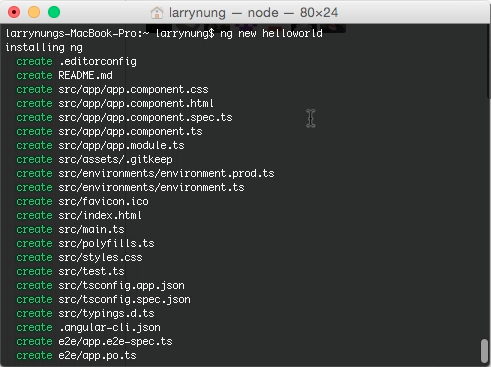 larrynung — node — 80×24
larrynungs-MacBook-Pro:~ larrynung$ ng new helloworld
installing ng
create .editorconfig
create README.md
create src/app/app.component.css
create src/app/app.component.html
create src/app/app.component.spec.ts
create src/app/app.component.ts
create src/app/app.module.ts
create src/assets/.gitkeep
create src/environments/environment.prod.ts
create src/environments/environment.ts
create src/favicon.ico
create src/index.html
create src/main.ts
create src/polyfills.ts
create src/styles.css
create src/test.ts
create src/tsconfig.app.json
create src/tsconfig.spec.json
create src/typings.d.ts
create .angular-cli.json
create e2e/app.e2e-spec.ts
create e2e/app.po.ts